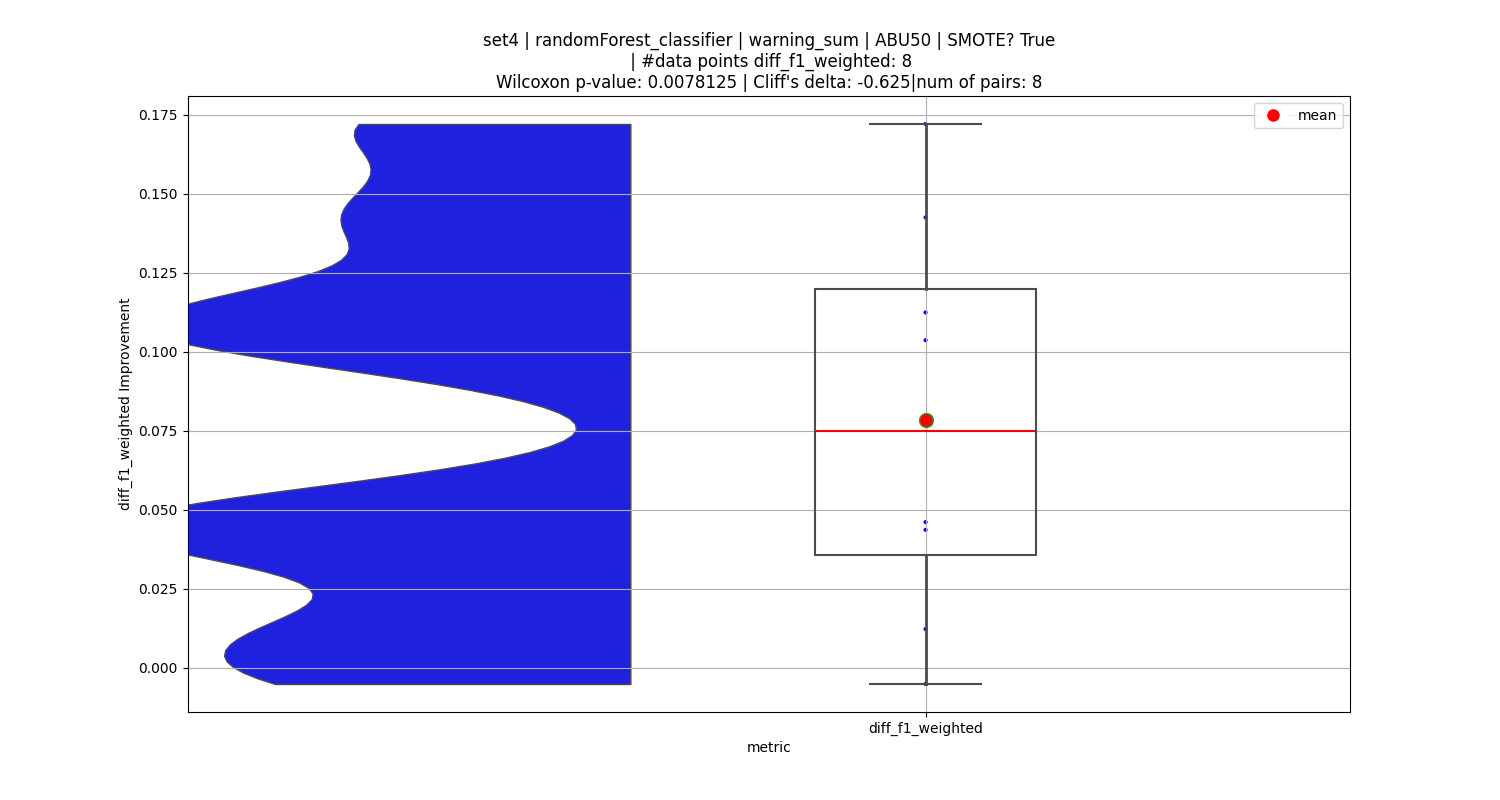 set4 | randomForest_classifier | warning_sum | ABU50 | SMOTE? True
| #data points diff_f1_weighted: 8
Wilcoxon p-value: 0.0078125 | Cliff's delta: -0.625|num of pairs: 8
mean
0.175
0.150
0.125
0.100
0.075
0.050
0.025
0.000
diff_f1_weighted Improvement
diff_f1_weighted
metric